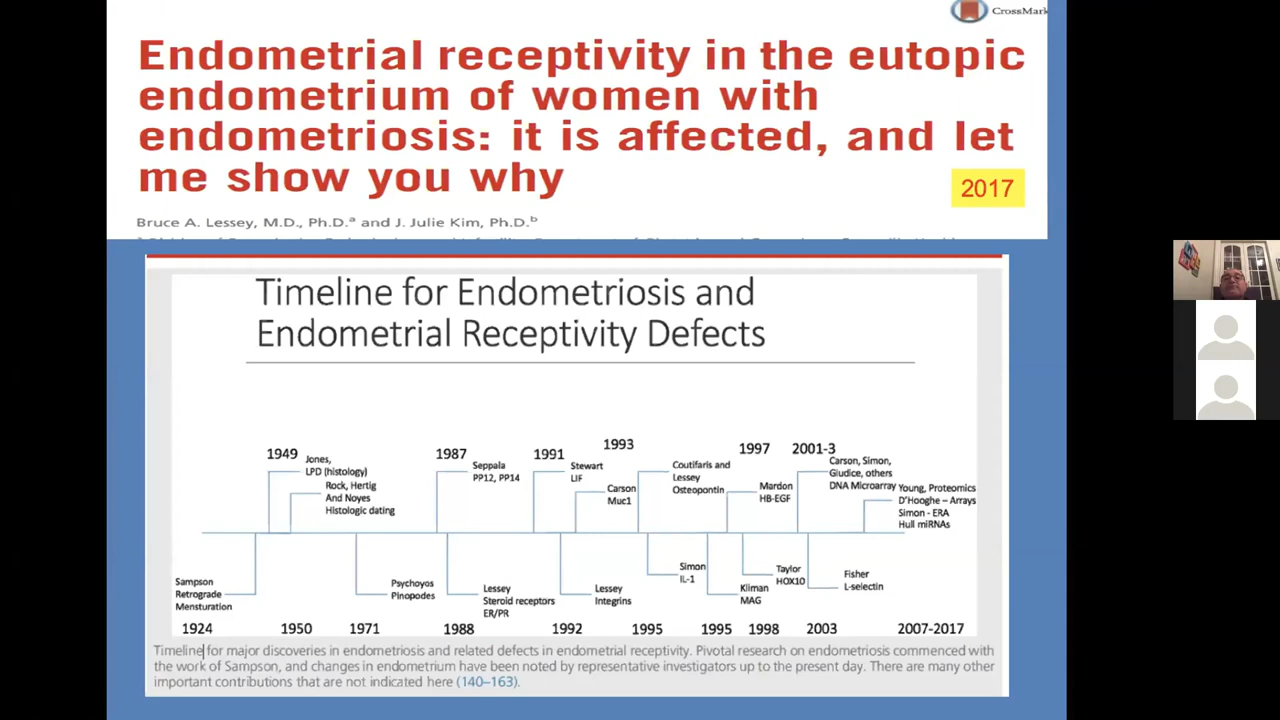 CrossMark
Endometrial receptivity in the eutopic
endometrium of women with
endometriosis: it is affected, and let
me show you why
2017
Bruce A. Lessey, M.D., Ph.D.ᵃ and J. Julie Kim, Ph.D.ᵇ
Timeline for Endometriosis and
Endometrial Receptivity Defects
1949
Jones,
LPD (histology)
Rock, Hertig
And Noyes
Histologic dating
1987
Seppala
PP12, PP14
1991
Stewart
LIF
Carson
Muc1
1993
Coutifaris and
Lessey
Osteopontin
1997
Mardon
HB-EGF
2001-3
Carson, Simon,
Giudice, others
DNA Microarray
Young, Proteomics
D'Hooghe – Arrays
Simon - ERA
Hull miRNAs
Sampson
Retrograde
Mensturation
1924
1950
Psychoyos
Pinopodes
1971
Lessey
Steroid receptors
ER/PR
1988
Lessey
Integrins
1992
Simon
IL-1
1995
Kliman
MAG
1995
Taylor
HOX10
1998
Fisher
L-selectin
2003
2007-2017
Timeline for major discoveries in endometriosis and related defects in endometrial receptivity. Pivotal research on endometriosis commenced with
the work of Sampson, and changes in endometrium have been noted by representative investigators up to the present day. There are many other
important contributions that are not indicated here (140–163).